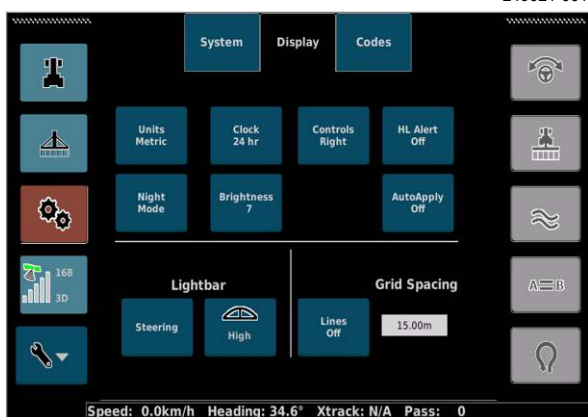 System
Display
Codes
Units
Metric
Clock
24 hr
Controls
Right
HL Alert
Off
Night
Mode
Brightness
7
AutoApply
Off
168
3D
Lightbar
Grid Spacing
Steering
High
Lines
Off
15.00m
A=B
Speed: 0.0km/h Heading: 34.6° Xtrack: N/A Pass: 0